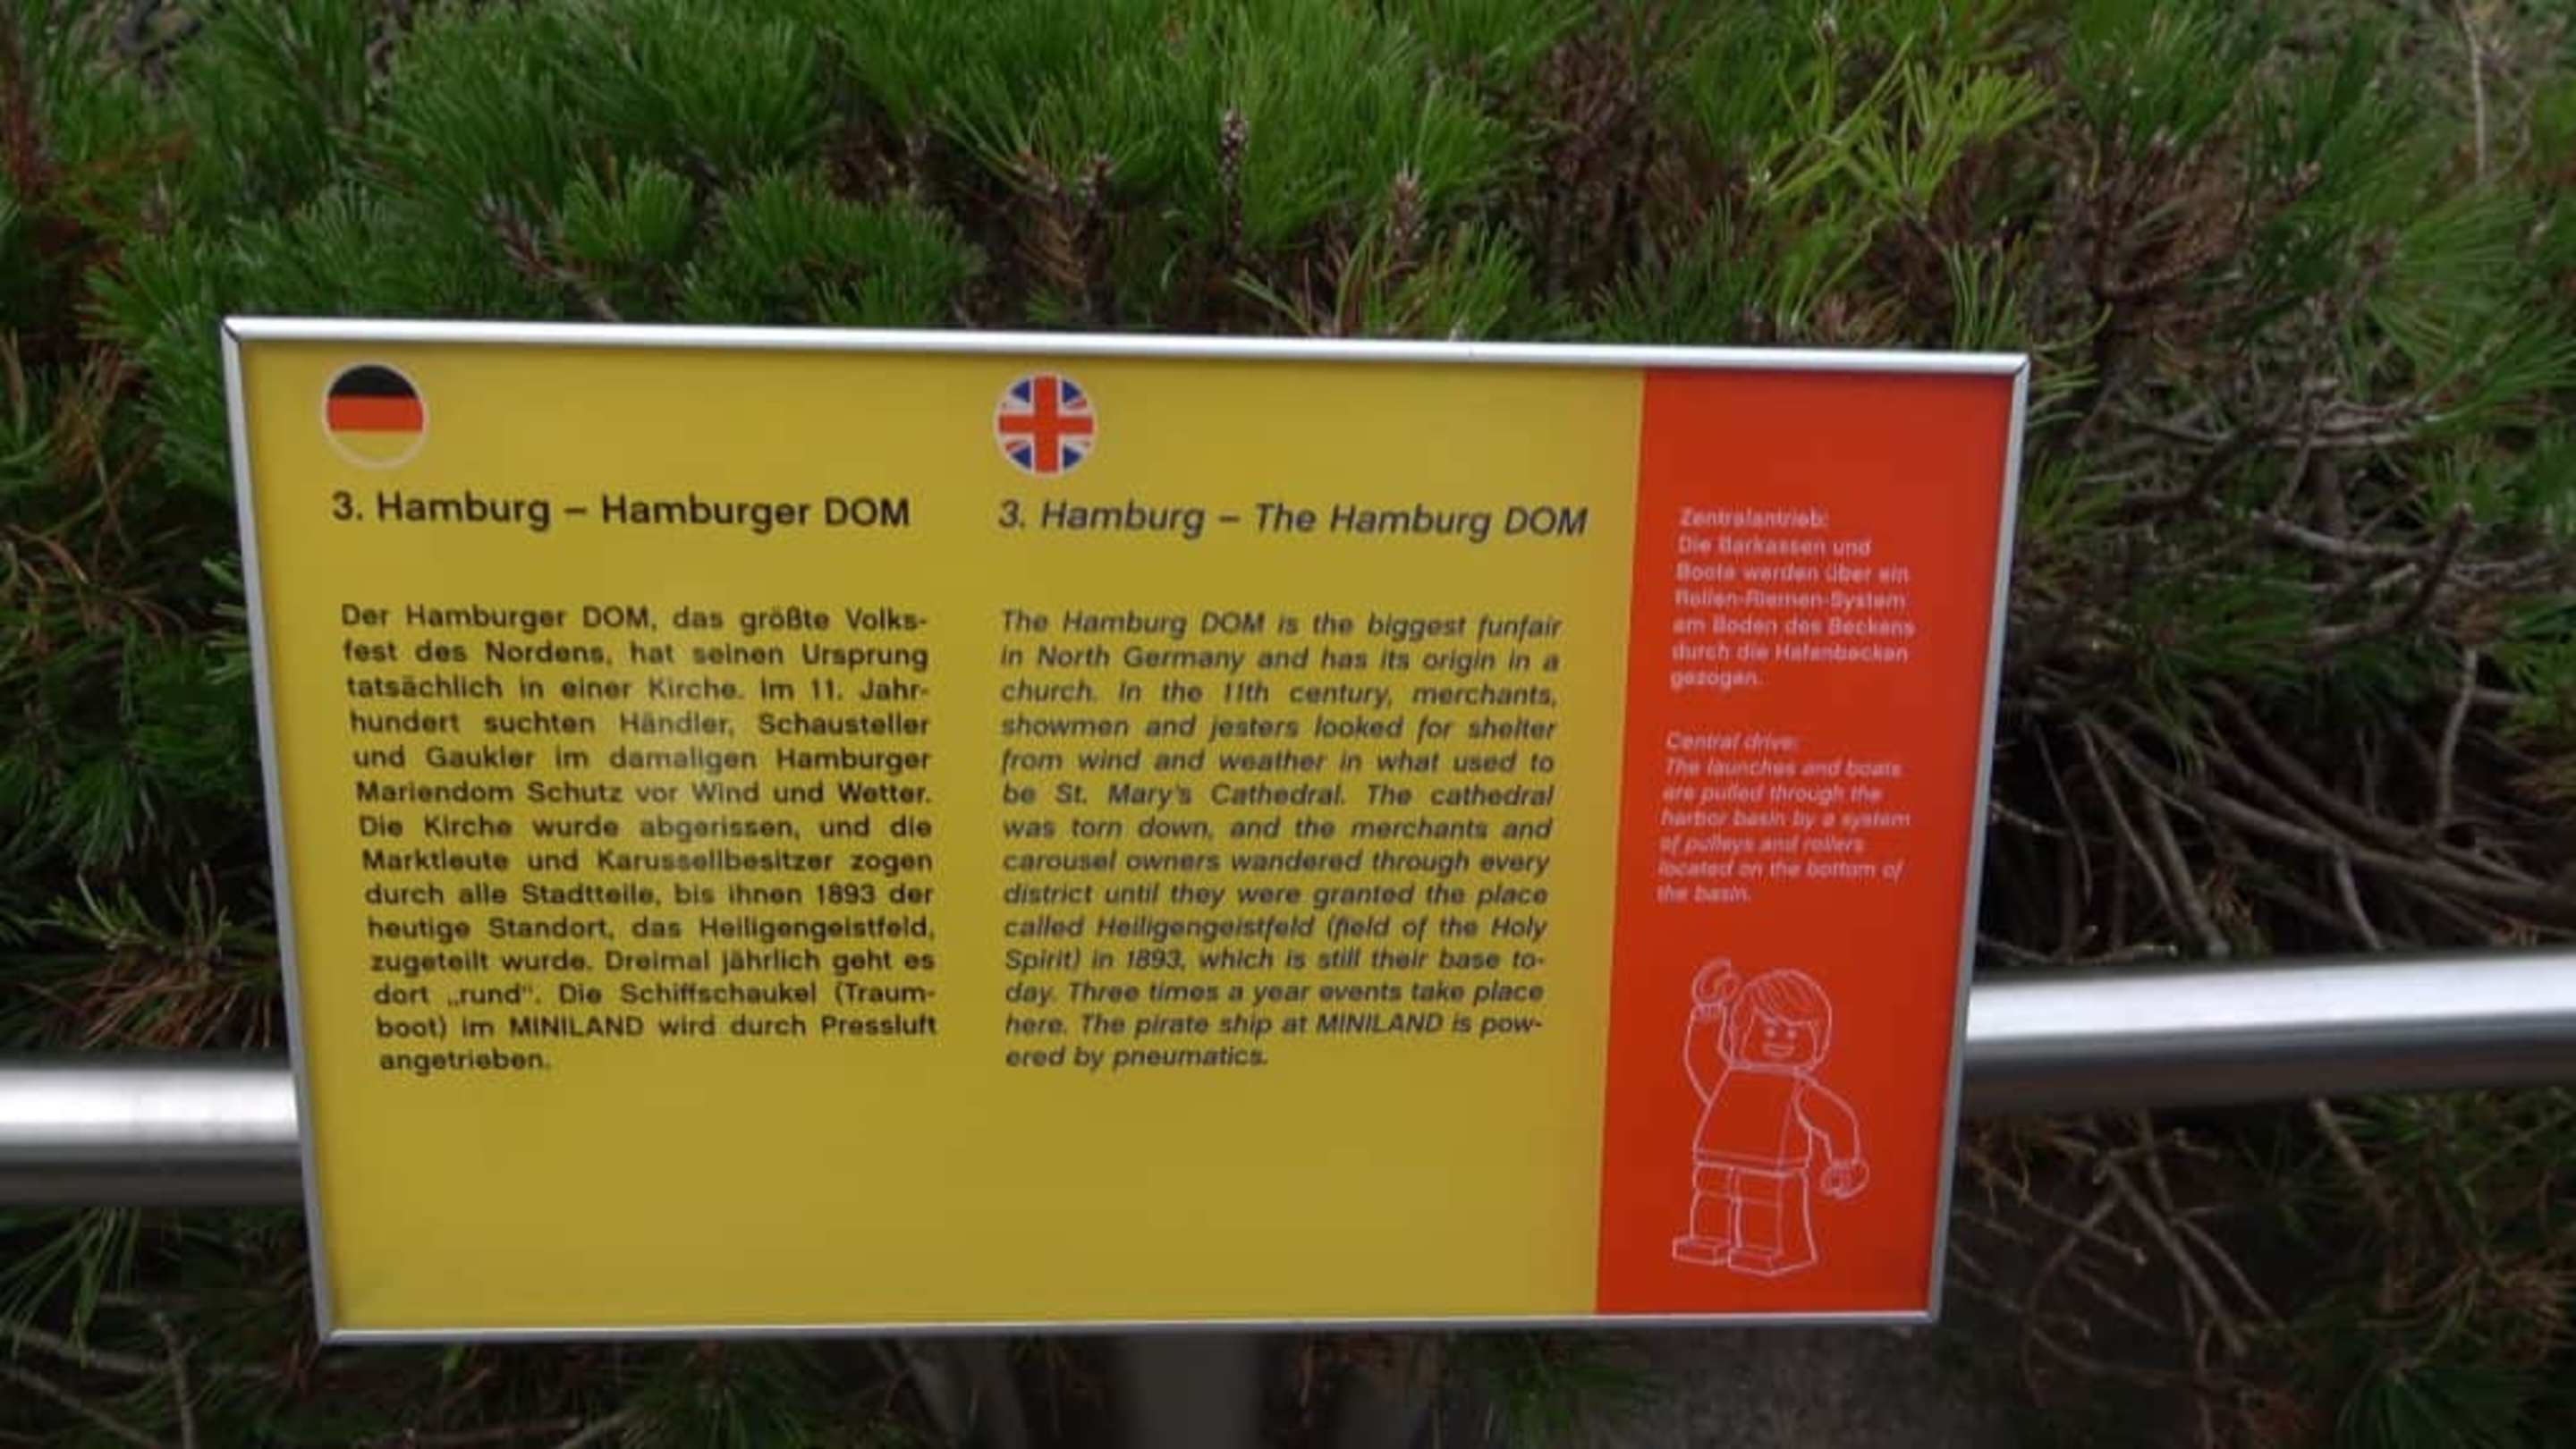 3. Hamburg – Hamburger DOM
Der Hamburger DOM, das größte Volks-
fest des Nordens, hat seinen Ursprung
tatsächlich in einer Kirche. Im 11. Jahr-
hundert suchten Händler, Schausteller
und Gaukler im damaligen Hamburger
Mariendom Schutz vor Wind und Wetter.
Die Kirche wurde abgerissen, und die
Marktleute und Karussellbesitzer zogen
durch alle Stadtteile, bis ihnen 1893 der
heutige Standort, das Heiligengeistfeld,
zugeteilt wurde. Dreimal jährlich geht es
dort „rund“. Die Schiffschaukel (Traum-
boot) im MINILAND wird durch Pressluft
angetrieben.
3. Hamburg – The Hamburg DOM
The Hamburg DOM is the biggest funfair
in North Germany and has its origin in a
church. In the 11th century, merchants,
showmen and jesters looked for shelter
from wind and weather in what used to
be St. Mary's Cathedral. The cathedral
was torn down, and the merchants and
carousel owners wandered through every
district until they were granted the place
called Heiligengeistfeld (field of the Holy
Spirit) in 1893, which is still their base to-
day. Three times a year events take place
here. The pirate ship at MINILAND is pow-
ered by pneumatics.
Zentralantrieb:
Die Barkassen und
Boote werden über ein
Rollen-Riemen-System
am Boden des Beckens
durch die Hafenbecken
gezogen.
Central drive:
The launches and boats
are pulled through the
harbor basin by a system
of pulleys and rollers
located on the bottom of
the basin.